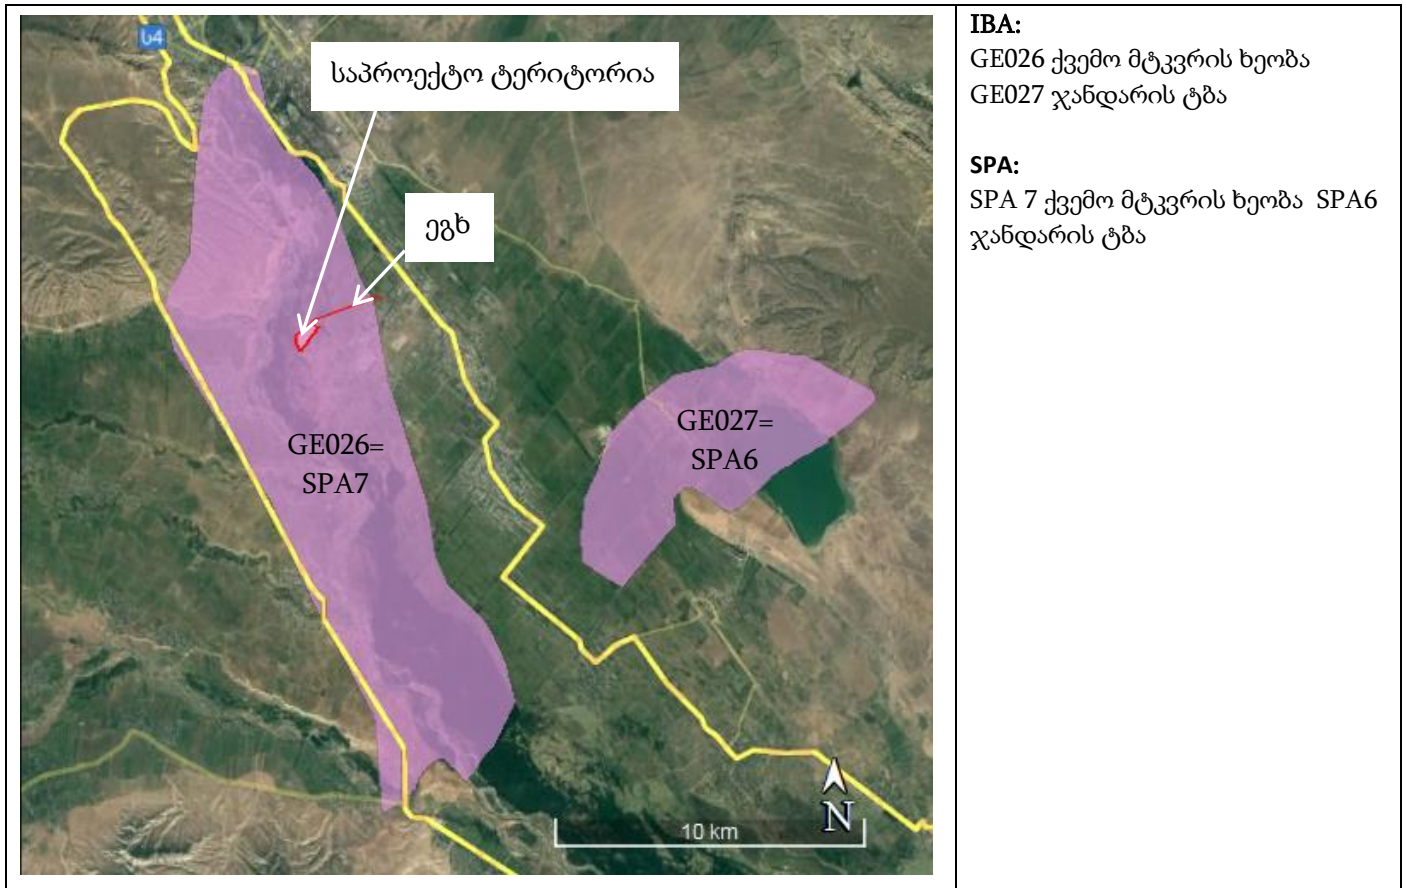 ს4
საპროექტო ტერიტორია
ეგხ
GE026=
SPA7
GE027=
SPA6
10 km
N
IBA:
GE026 ქვემო მტკვრის ხეობა
GE027 ჯანდარის ტბა
SPA:
SPA 7 ქვემო მტკვრის ხეობა SPA6
ჯანდარის ტბა